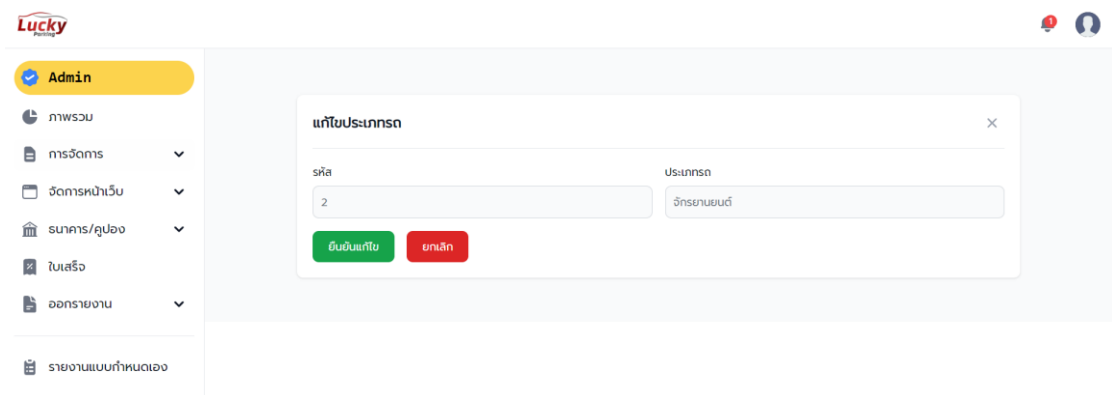 Lucky
Parking
1
Admin
ภาพรวม
การจัดการ
จัดการหน้าเว็บ
ธนาคาร/คูปอง
ใบเสร็จ
ออกรายงาน
รายงานแบบกำหนดเอง
แก้ไขประเภทรถ
รหัส
ประเภทรถ
2
จักรยานยนต์
ยืนยันแก้ไข
ยกเลิก